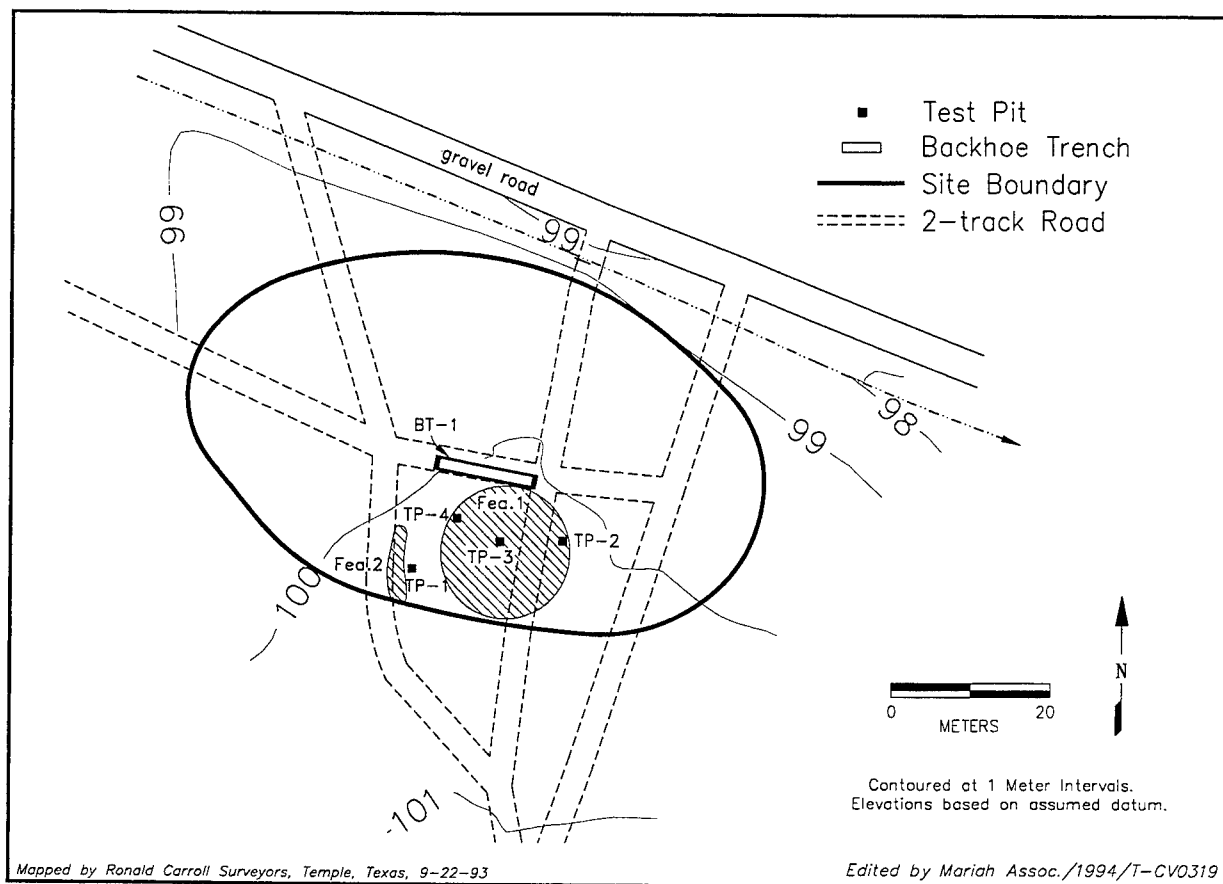 Test Pit
Backhoe Trench
Site Boundary
2-track Road
gravel road
99
99
99
98
BT-1
Fea.1
TP-4
TP-3
TP-2
Fea.2
TP-1
100
101
N
0
20
METERS
Contoured at 1 Meter Intervals.
Elevations based on assumed datum.
Mapped by Ronald Carroll Surveyors, Temple, Texas, 9-22-93
Edited by Mariah Assoc./1994/T-CV0319